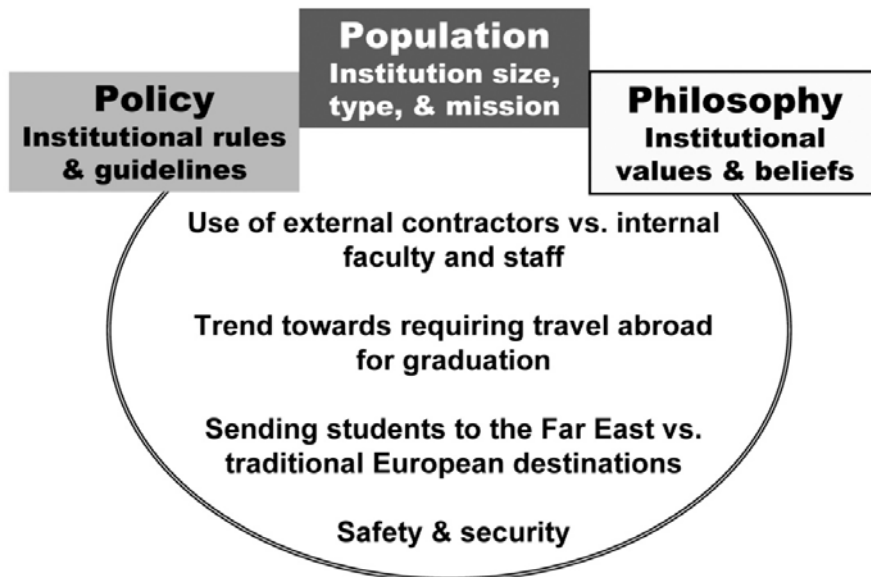 Population
Institution size,
type, & mission
Policy
Institutional rules
& guidelines
Philosophy
Institutional
values & beliefs
Use of external contractors vs. internal
faculty and staff
Trend towards requiring travel abroad
for graduation
Sending students to the Far East vs.
traditional European destinations
Safety & security